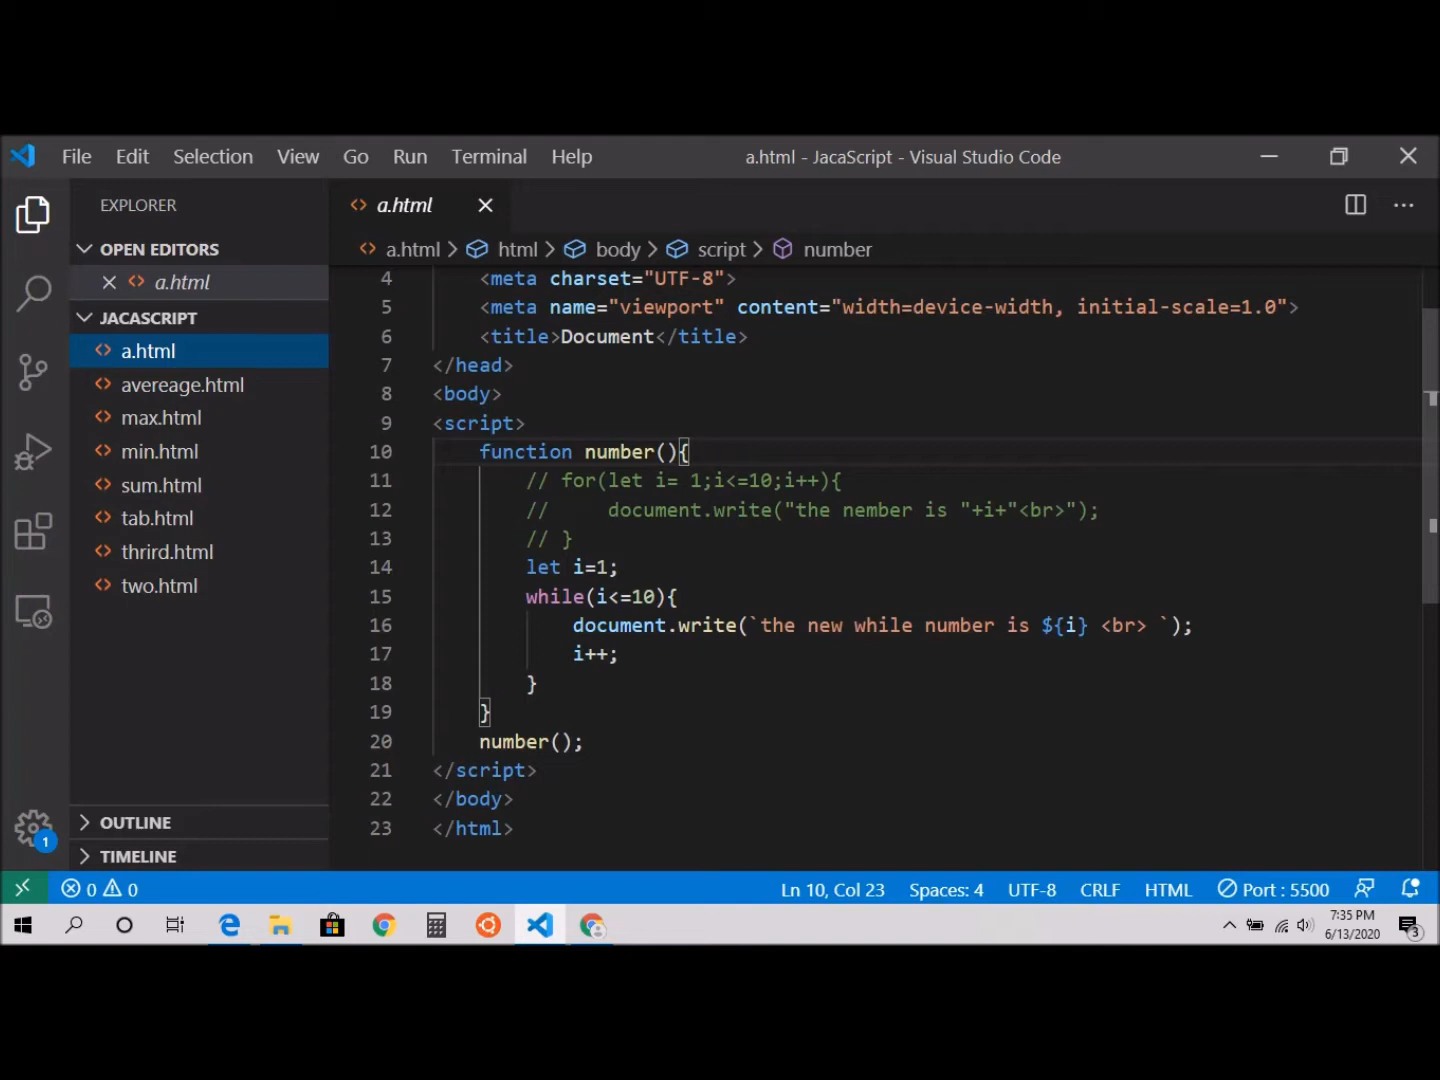 File Edit Selection View Go Run Terminal Help a.html - JacaScript - Visual Studio Code
EXPLORER
OPEN EDITORS
a.html
JACASCRIPT
a.html
avereage.html
max.html
min.html
sum.html
tab.html
thrird.html
two.html
OUTLINE
TIMELINE
1
a.html
a.html > html > body > script > number
4 <meta charset="UTF-8">
5 <meta name="viewport" content="width=device-width, initial-scale=1.0">
6 <title>Document</title>
7 </head>
8 <body>
9 <script>
10 function number(){
11 // for(let i= 1;i<=10;i++){
12 // document.write("the nember is "+i+"<br>");
13 // }
14 let i=1;
15 while(i<=10){
16 document.write(`the new while number is ${i} <br> `);
17 i++;
18 }
19 }
20 number();
21 </script>
22 </body>
23 </html>
0 0 Ln 10, Col 23 Spaces: 4 UTF-8 CRLF HTML Port : 5500
7:35 PM
6/13/2020
3